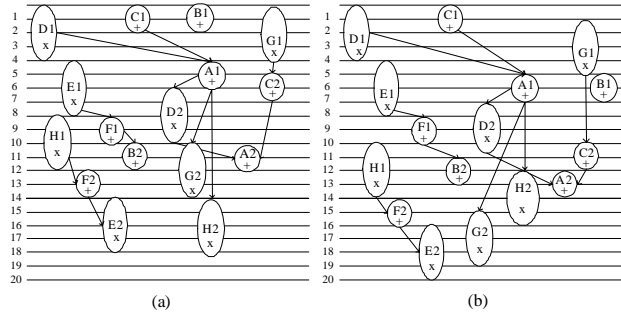 1 C1 B1 1 C1
2 D1 + + G1 2 D1 + G1
3 x x 3 x x
4 4
5 A1 5
6 E1 + C2 6 E1 A1 B1
7 x + 7 x + +
8 D2 8
9 H1 F1 x 9 F1 D2
10 x + 10 + x C2
11 B2 A2 11 H1 +
12 + G2 + 12 x B2 H2 A2
13 F2 x 13 + x +
14 + 14
15 E2 H2 15 F2 G2
16 x x 16 + E2 x
17 17 x
18 18
19 19
20 20
(a) (b)